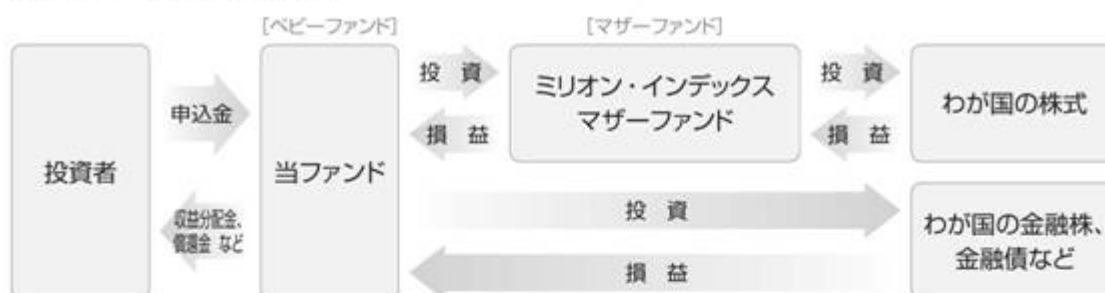 [ベビーファンド]
[マザーファンド]
投資者
申込金
収益分配金、
償還金 など
当ファンド
投 資
損 益
ミリオン・インデックス
マザーファンド
投 資
損 益
わが国の株式
投 資
損 益
わが国の金融株、
金融債など